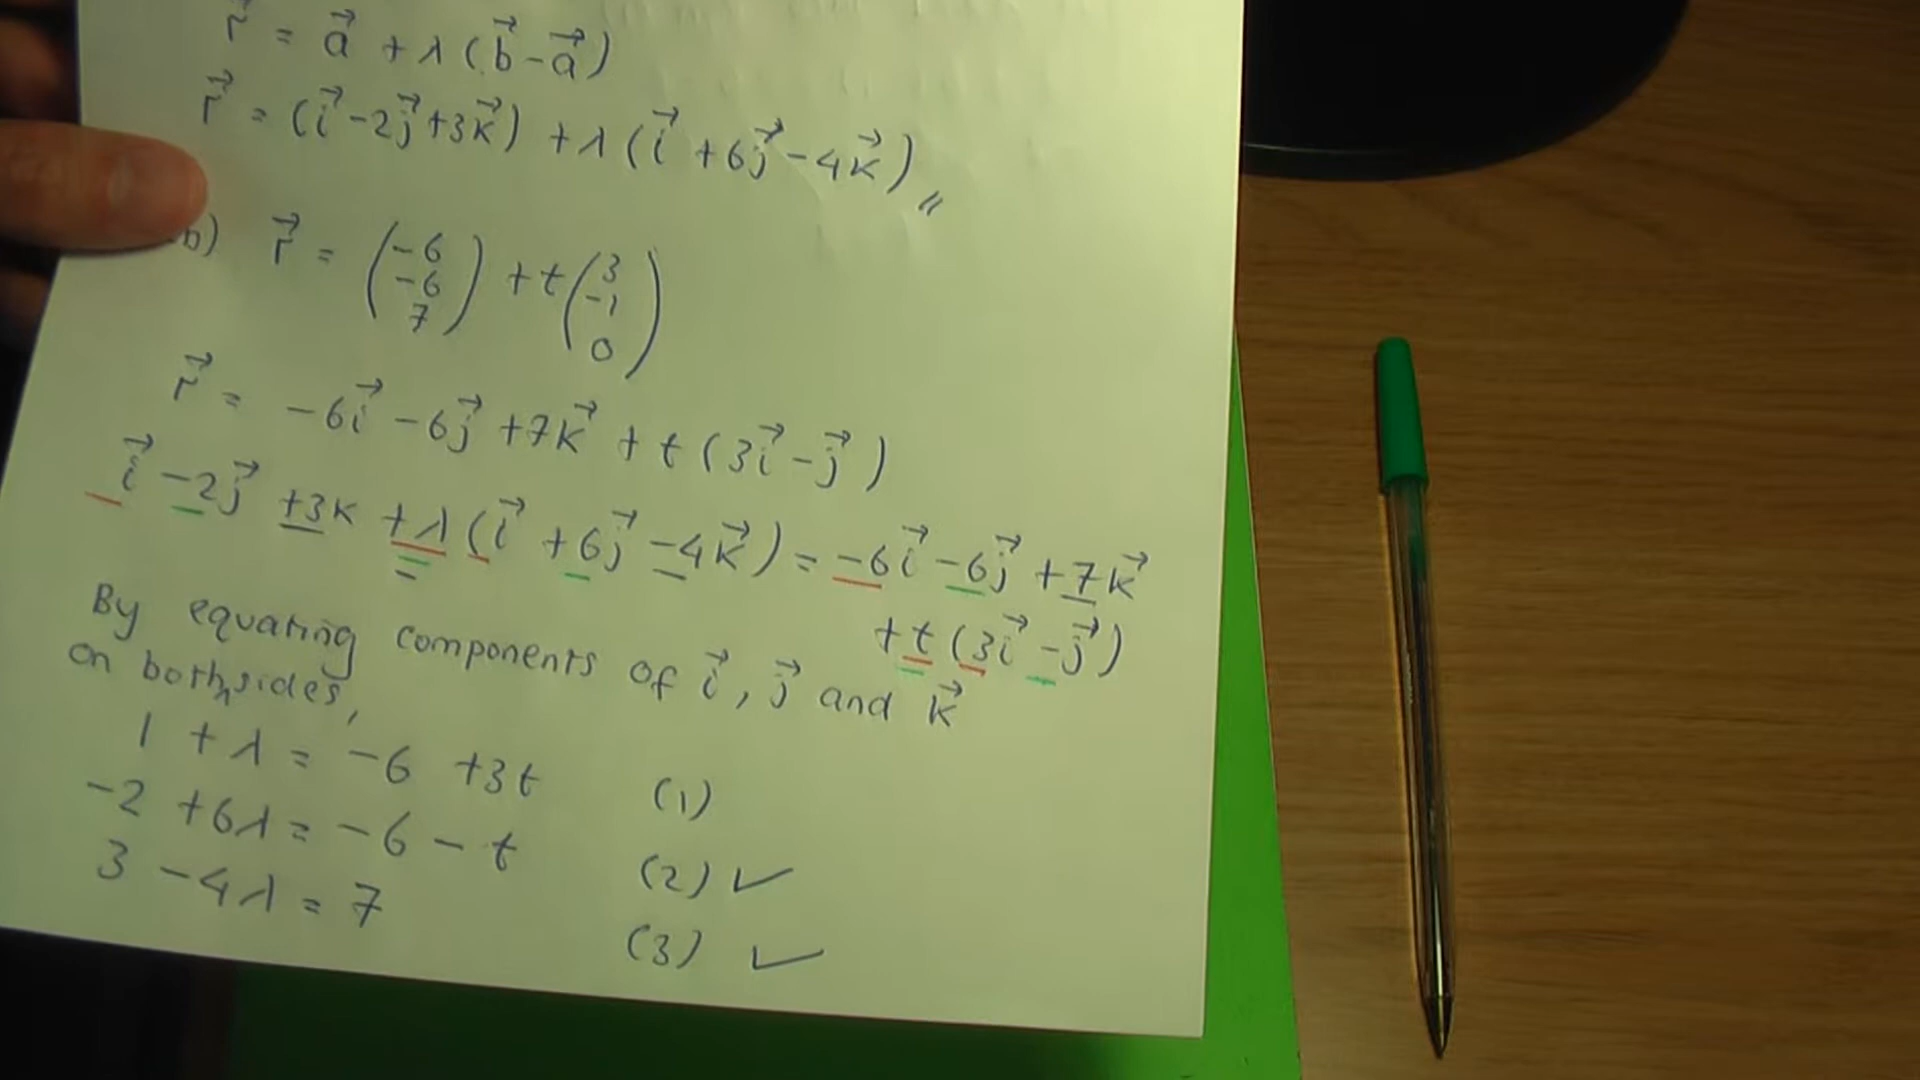 r⃗ = a⃗ + λ (b⃗ - a⃗)
r⃗ = (i⃗ - 2j⃗ + 3k⃗) + λ (i⃗ + 6j⃗ - 4k⃗)〃
b) r⃗ = (-6 -6 7) + t (3 -1 0)
r⃗ = -6i⃗ - 6j⃗ + 7k⃗ + t (3i⃗ - j⃗)
i⃗ - 2j⃗ + 3k + λ (i⃗ + 6j⃗ - 4k⃗) = -6i⃗ - 6j⃗ + 7k⃗
+ t (3i⃗ - j⃗)
By equating components of i⃗, j⃗ and k⃗
on both sides,
1 + λ = -6 + 3t (1)
-2 + 6λ = -6 - t (2) ✓
3 - 4λ = 7 (3) ✓